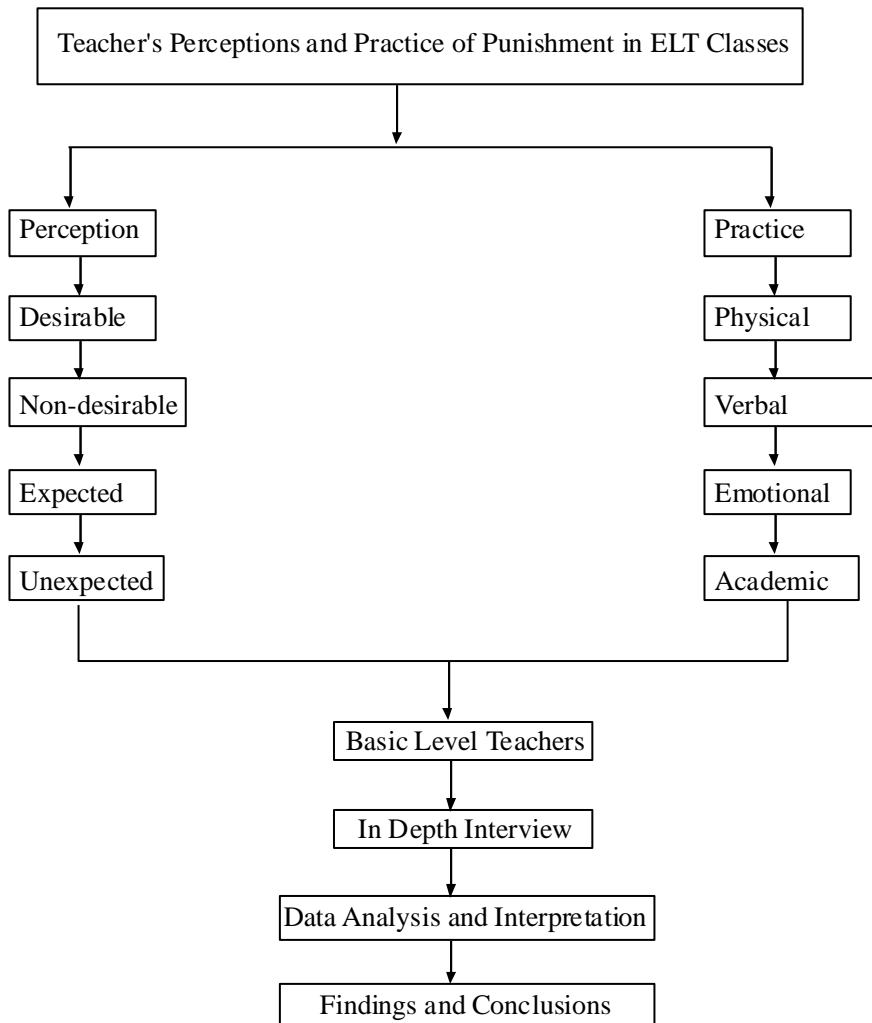 Teacher's Perceptions and Practice of Punishment in ELT Classes
Perception
Practice
Desirable
Physical
Non-desirable
Verbal
Expected
Emotional
Unexpected
Academic
Basic Level Teachers
In Depth Interview
Data Analysis and Interpretation
Findings and Conclusions